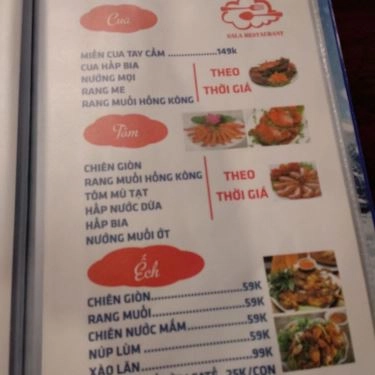 Cua
SALA RESTAURANT
MIẾN CUA TAY CẦM ..................149k
CUA HẤP BIA
NƯỚNG MỌI
RANG ME
RANG MUỐI HỒNG KÔNG
THEO
THỜI GIÁ
Tôm
CHIÊN GIÒN
RANG MUỐI HỒNG KÔNG
TÔM MÙ TẠT
HẤP NƯỚC DỪA
HẤP BIA
NƯỚNG MUỐI ỚT
THEO
THỜI GIÁ
Ếch
CHIÊN GIÒN........................59K
RANG MUỐI........................59K
CHIÊN NƯỚC MẮM................59K
NÚP LÙM...........................59K
XÀO LĂN...........................99K
SATẾ 25K/CON